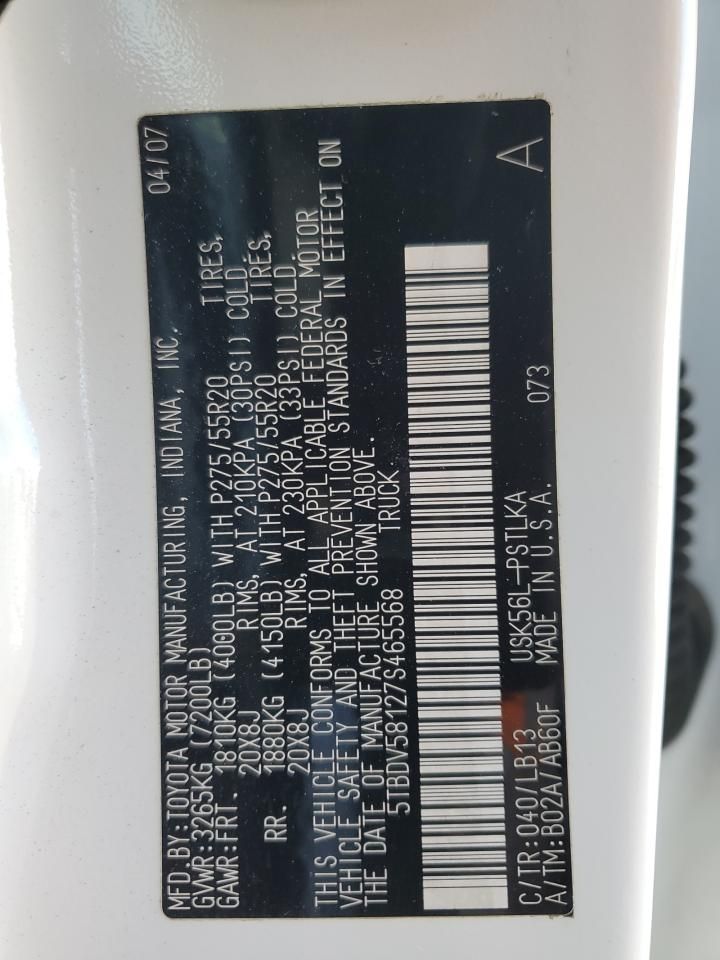 MFD BY:TOYOTA MOTOR MANUFACTURING, INDIANA, INC. 04/07
GVWR:3265KG (7200LB)
GAWR:FRT. 1810KG (4000LB) WITH P275/55R20 TIRES,
20X8J RIMS, AT 210KPA (30PSI) COLD
RR. 1880KG (4150LB) WITH P275/55R20 TIRES,
20X8J RIMS, AT 230KPA (33PSI) COLD.
THIS VEHICLE CONFORMS TO ALL APPLICABLE FEDERAL MOTOR
VEHICLE SAFETY AND THEFT PREVENTION STANDARDS IN EFFECT ON
THE DATE OF MANUFACTURE SHOWN ABOVE.
5TBDV58127S465568 TRUCK
C/TR:040/LB13 USK56L-PSTLKA A
A/TM:B02A/AB60F MADE IN U.S.A. 073